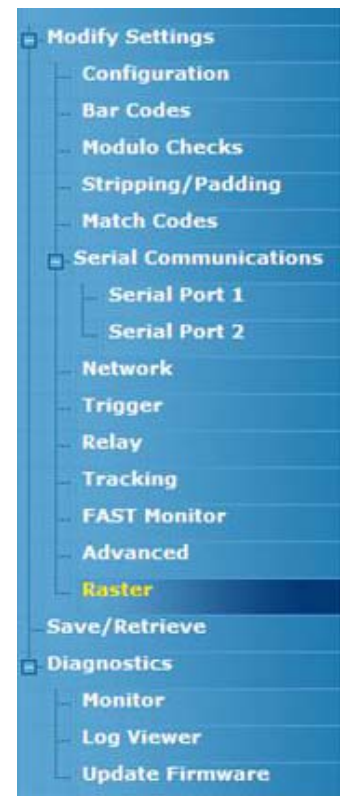 Modify Settings
Configuration
Bar Codes
Modulo Checks
Stripping/Padding
Match Codes
Serial Communications
Serial Port 1
Serial Port 2
Network
Trigger
Relay
Tracking
FAST Monitor
Advanced
Raster
Save/Retrieve
Diagnostics
Monitor
Log Viewer
Update Firmware